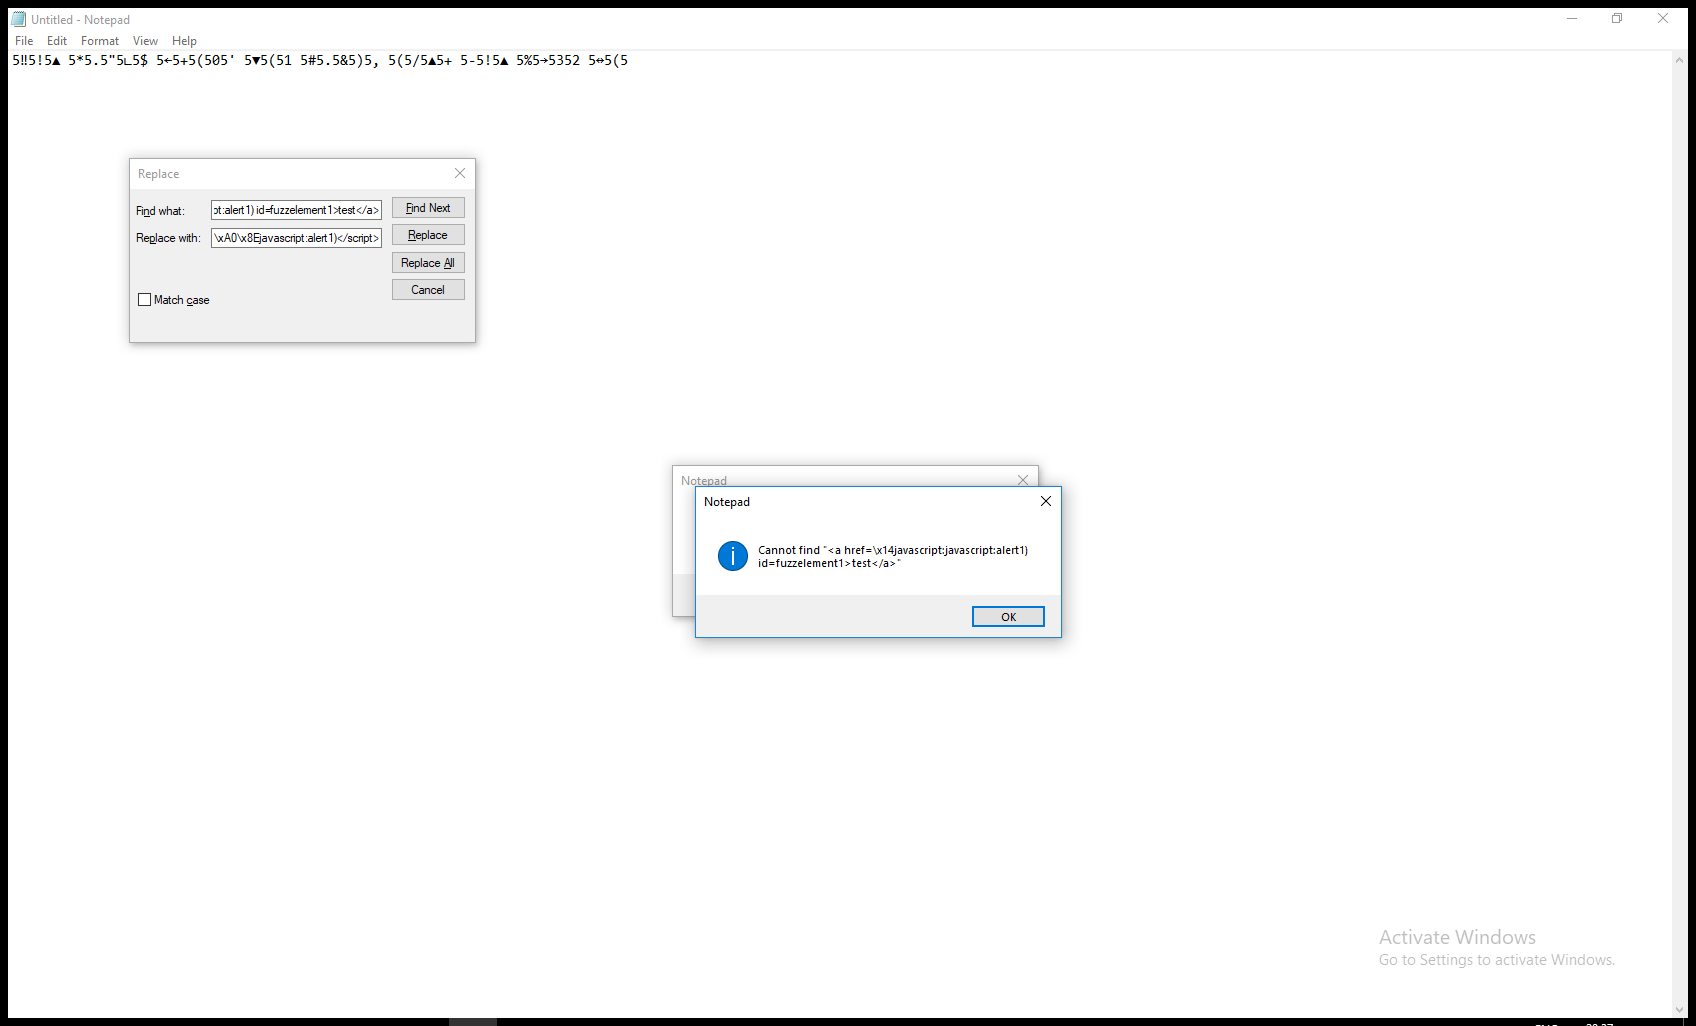 Untitled - Notepad
File Edit Format View Help
5‼5!5▲ 5*5.5"5∟5$ 5←5+5(505' 5▼5(51 5#5.5&5)5, 5(5/5▲5+ 5-5!5▲ 5%5→5352 5↔5(5
Replace
Find what: pt:alert1) id=fuzzelement1>test</a> Find Next
Replace with: \xA0\x8Ejavascript:alert1)</script> Replace
Replace All
Cancel
Match case
Notepad
Notepad
Cannot find "<a href=\x14javascript:javascript:alert1)
id=fuzzelement1>test</a>"
OK
Activate Windows
Go to Settings to activate Windows.